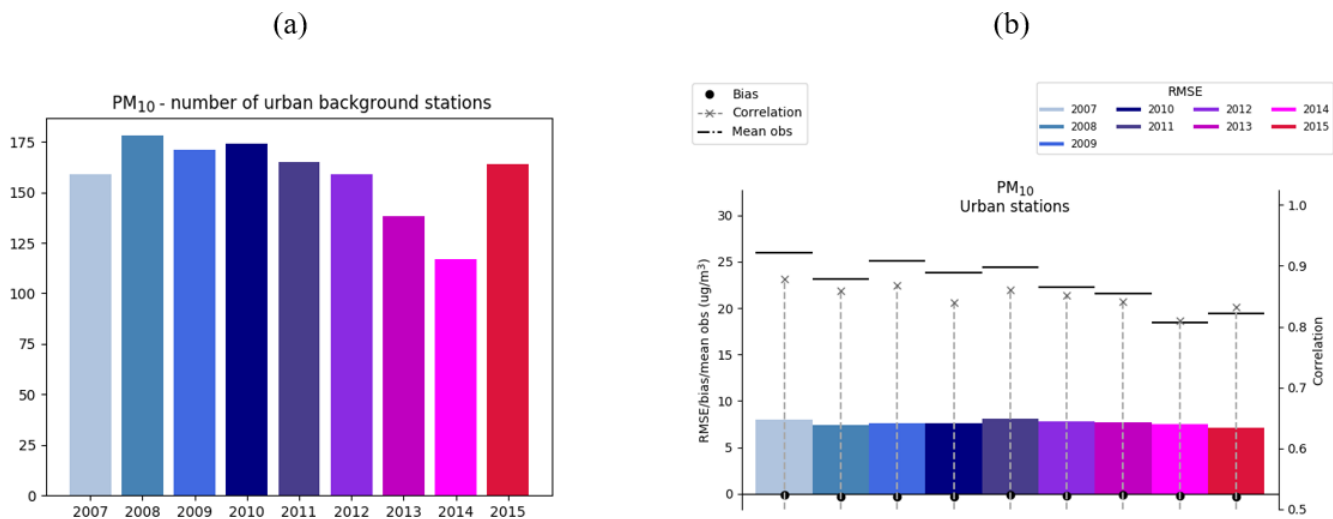 (a)
PM₁₀ - number of urban background stations
175
150
125
100
75
50
25
0
2007 2008 2009 2010 2011 2012 2013 2014 2015
(b)
Bias
Correlation
Mean obs
RMSE
2007 2010 2012 2014
2008 2011 2013 2015
2009
PM₁₀
Urban stations
RMSE/bias/mean obs (ug/m³)
30
25
20
15
10
5
0
1.0
0.9
0.8
0.7
0.6
0.5
Correlation